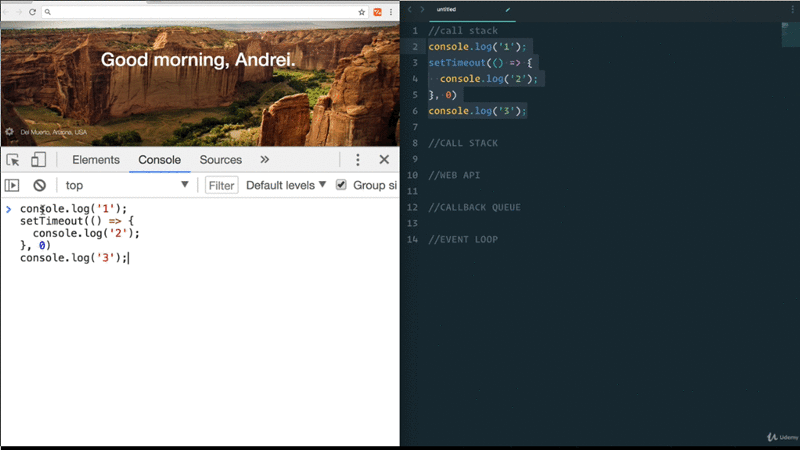 Good morning, Andrei.
Del Muerto, Arizona, USA
Elements Console Sources
top Filter Default levels Group si
console.log('1');
setTimeout(() => {
console.log('2');
}, 0)
console.log('3');
untitled
1 //call stack
2 console.log('1');
3 setTimeout(() => {
4 console.log('2');
5 }, 0)
6 console.log('3');
7
8 //CALL STACK
9
10 //WEB API
11
12 //CALLBACK QUEUE
13
14 //EVENT LOOP
Udemy